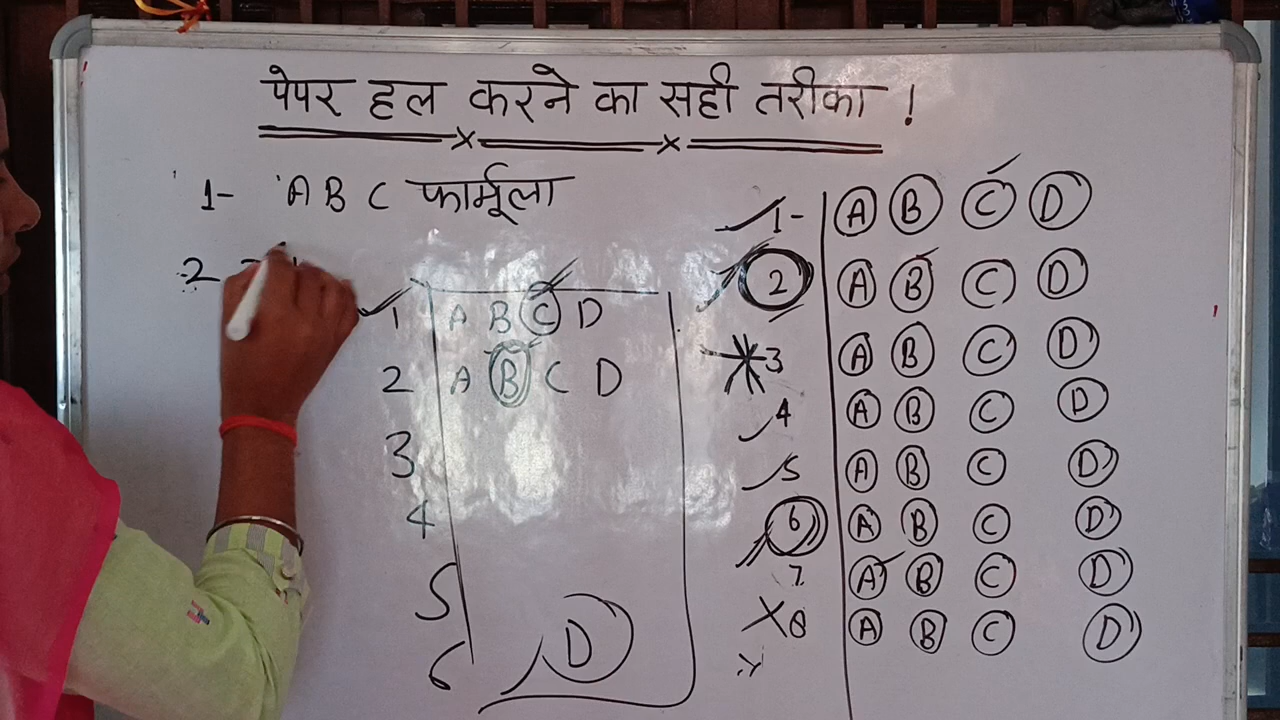 पेपर हल करने का सही तरीका !
1- A B C फार्मूला
2
1 A B C D
2 A B C D
3
4
5
6
D
1- A B C D
2 A B C D
3 A B C D
4 A B C D
5 A B C D
6 A B C D
7 A B C D
8 A B C D